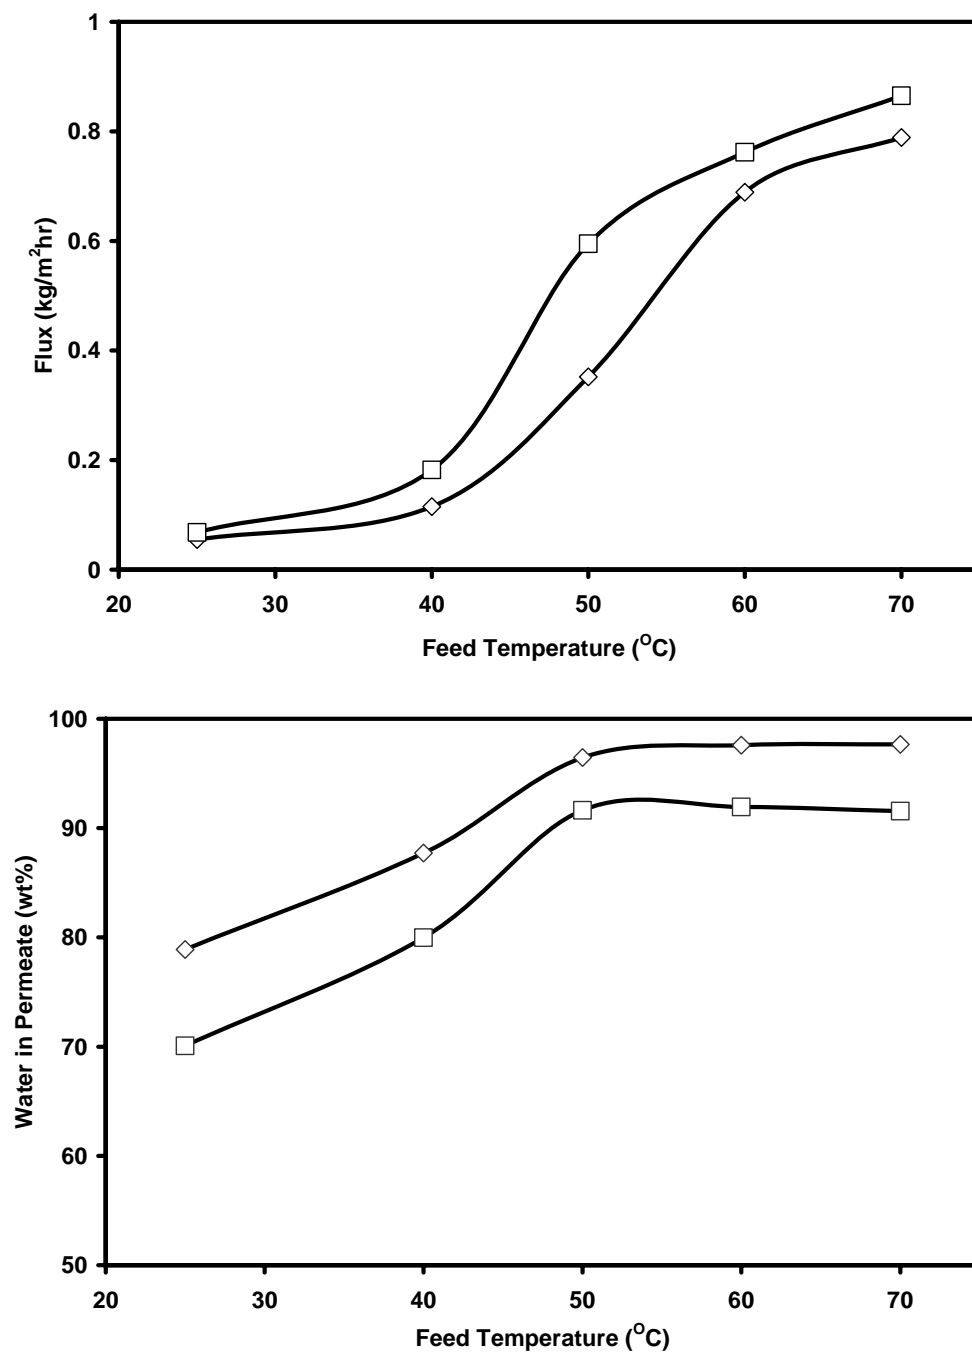 1
0.8
0.6
0.4
0.2
0
Flux (kg/m²hr)
20 30 40 50 60 70
Feed Temperature (ᴼC)
100
90
80
70
60
50
Water in Permeate (wt%)
20 30 40 50 60 70
Feed Temperature (ᴼC)